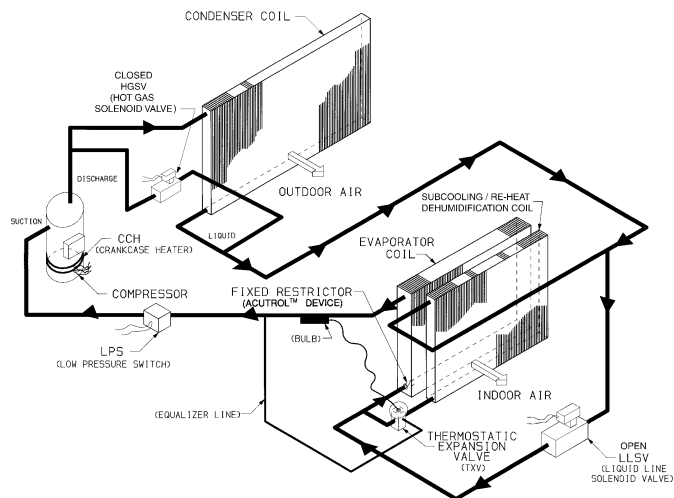 CONDENSER COIL
CLOSED
HGSV
(HOT GAS
SOLENOID VALVE)
DISCHARGE
OUTDOOR AIR
SUBCOOLING / RE-HEAT
DEHUMIDIFICATION COIL
SUCTION
LIQUID
CCH
(CRANKCASE HEATER)
EVAPORATOR
COIL
COMPRESSOR
FIXED RESTRICTOR
(ACUTROL™ DEVICE)
(BULB)
LPS
(LOW PRESSURE SWITCH)
INDOOR AIR
(EQUALIZER LINE)
THERMOSTATIC
EXPANSION
VALVE
(TXV)
OPEN
LLSV
(LIQUID LINE
SOLENOID VALVE)